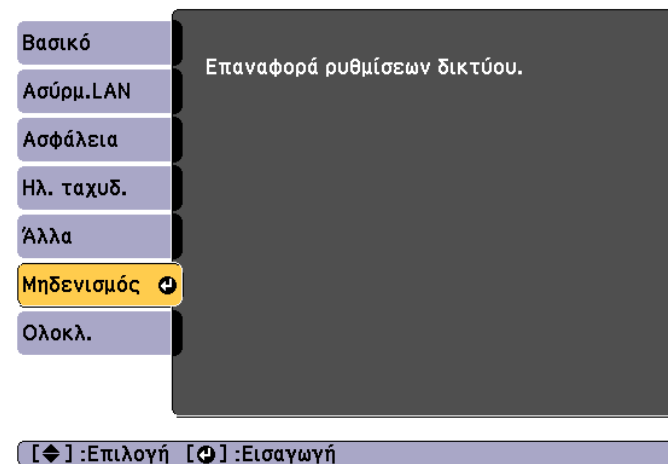 Βασικό
Ασύρμ.LAN
Ασφάλεια
Ηλ. ταχυδ.
Άλλα
Μηδενισμός
Ολοκλ.
Επαναφορά ρυθμίσεων δικτύου.
[◆] :Επιλογή [⏎] :Εισαγωγή